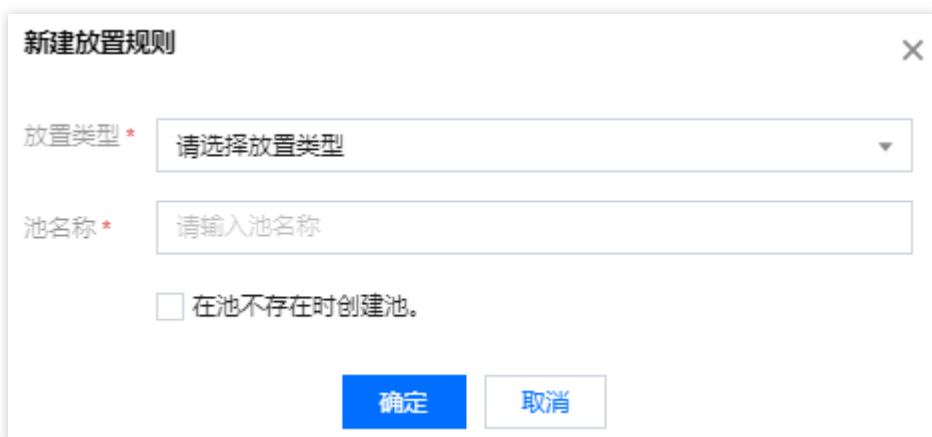 新建放置规则
放置类型 * 请选择放置类型
池名称 * 请输入池名称
在池不存在时创建池。
确定 取消